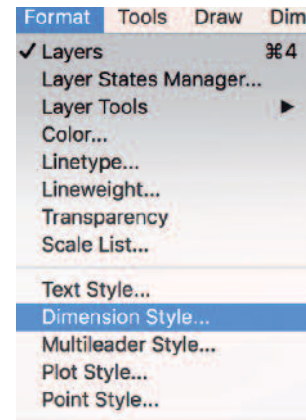 Format Tools Draw Dim
✓ Layers ⌘4
Layer States Manager...
Layer Tools ▶
Color...
Linetype...
Lineweight...
Transparency
Scale List...
Text Style...
Dimension Style...
Multileader Style...
Plot Style...
Point Style...